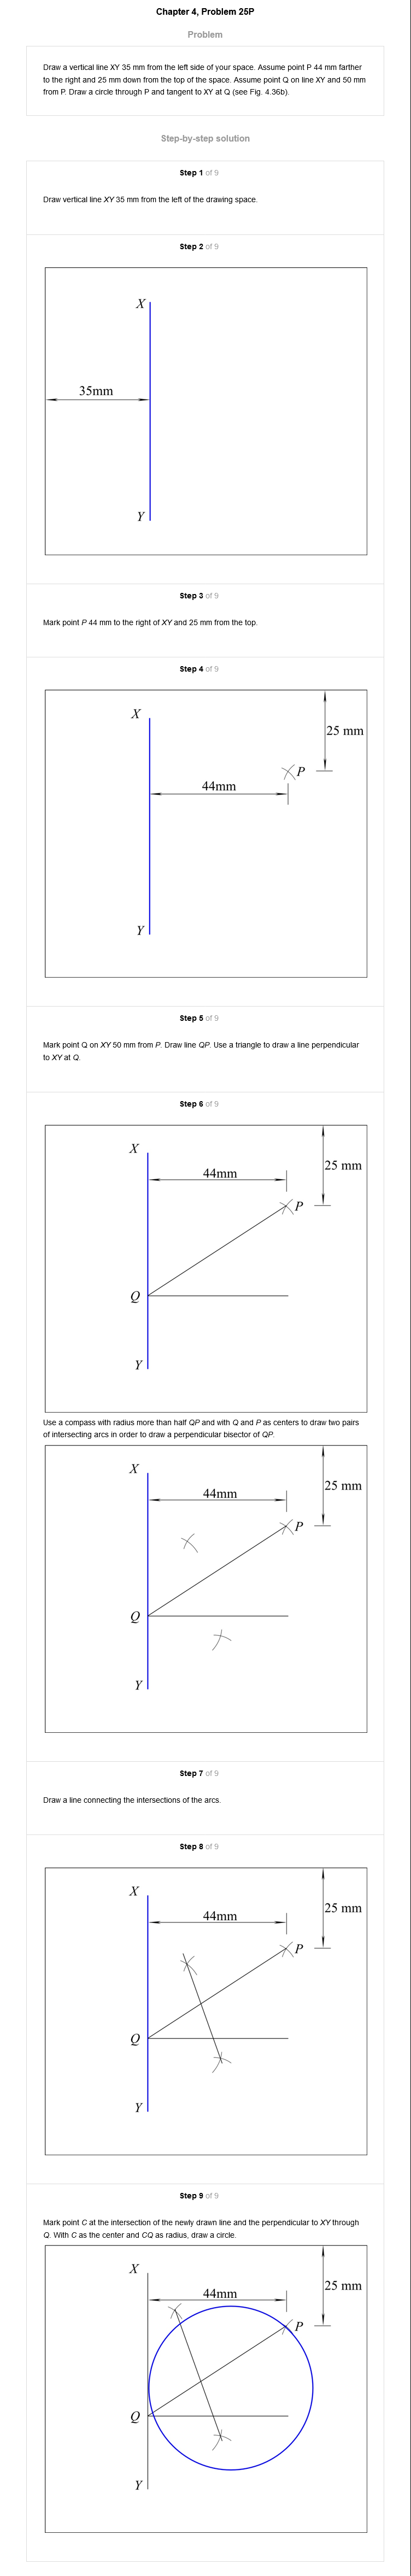 Chapter 4, Problem 25P
Problem
Draw a vertical line XY 35 mm from the left side of your space. Assume point P 44 mm farther
to the right and 25 mm down from the top of the space. Assume point Q on line XY and 50 mm
from P. Draw a circle through P and tangent to XY at Q (see Fig. 4.36b).
Step-by-step solution
Step 1 of 9
Draw vertical line XY 35 mm from the left of the drawing space.
Step 2 of 9
X
35mm
Y
Step 3 of 9
Mark point P 44 mm to the right of XY and 25 mm from the top.
Step 4 of 9
X
25 mm
P
44mm
Y
Step 5 of 9
Mark point Q on XY 50 mm from P. Draw line QP. Use a triangle to draw a line perpendicular
to XY at Q.
Step 6 of 9
X
25 mm
44mm
P
Q
Y
Use a compass with radius more than half QP and with Q and P as centers to draw two pairs
of intersecting arcs in order to draw a perpendicular bisector of QP.
X
25 mm
44mm
P
Q
Y
Step 7 of 9
Draw a line connecting the intersections of the arcs.
Step 8 of 9
X
25 mm
44mm
P
Q
Y
Step 9 of 9
Mark point C at the intersection of the newly drawn line and the perpendicular to XY through
Q. With C as the center and CQ as radius, draw a circle.
X
25 mm
44mm
P
Q
Y